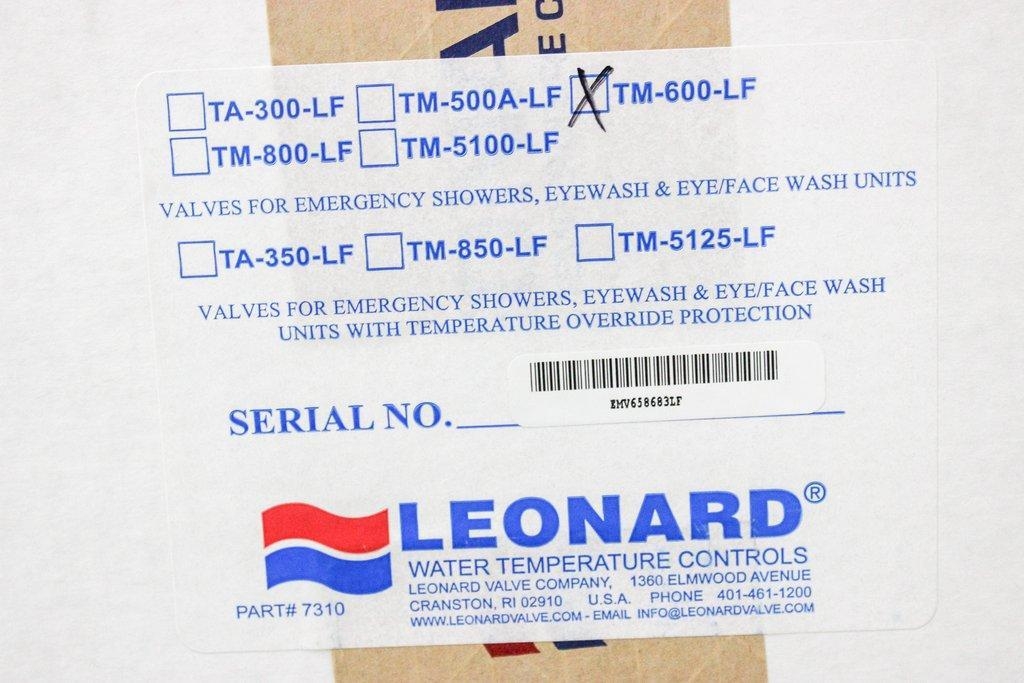 TA-300-LF TM-500A-LF X TM-600-LF
TM-800-LF TM-5100-LF
VALVES FOR EMERGENCY SHOWERS, EYEWASH & EYE/FACE WASH UNITS
TA-350-LF TM-850-LF TM-5125-LF
VALVES FOR EMERGENCY SHOWERS, EYEWASH & EYE/FACE WASH
UNITS WITH TEMPERATURE OVERRIDE PROTECTION
EMV658683LF
SERIAL NO.
LEONARD®
WATER TEMPERATURE CONTROLS
LEONARD VALVE COMPANY, 1360 ELMWOOD AVENUE
CRANSTON, RI 02910 U.S.A. PHONE 401-461-1200
WWW.LEONARDVALVE.COM - EMAIL INFO@LEONARDVALVE.COM
PART# 7310